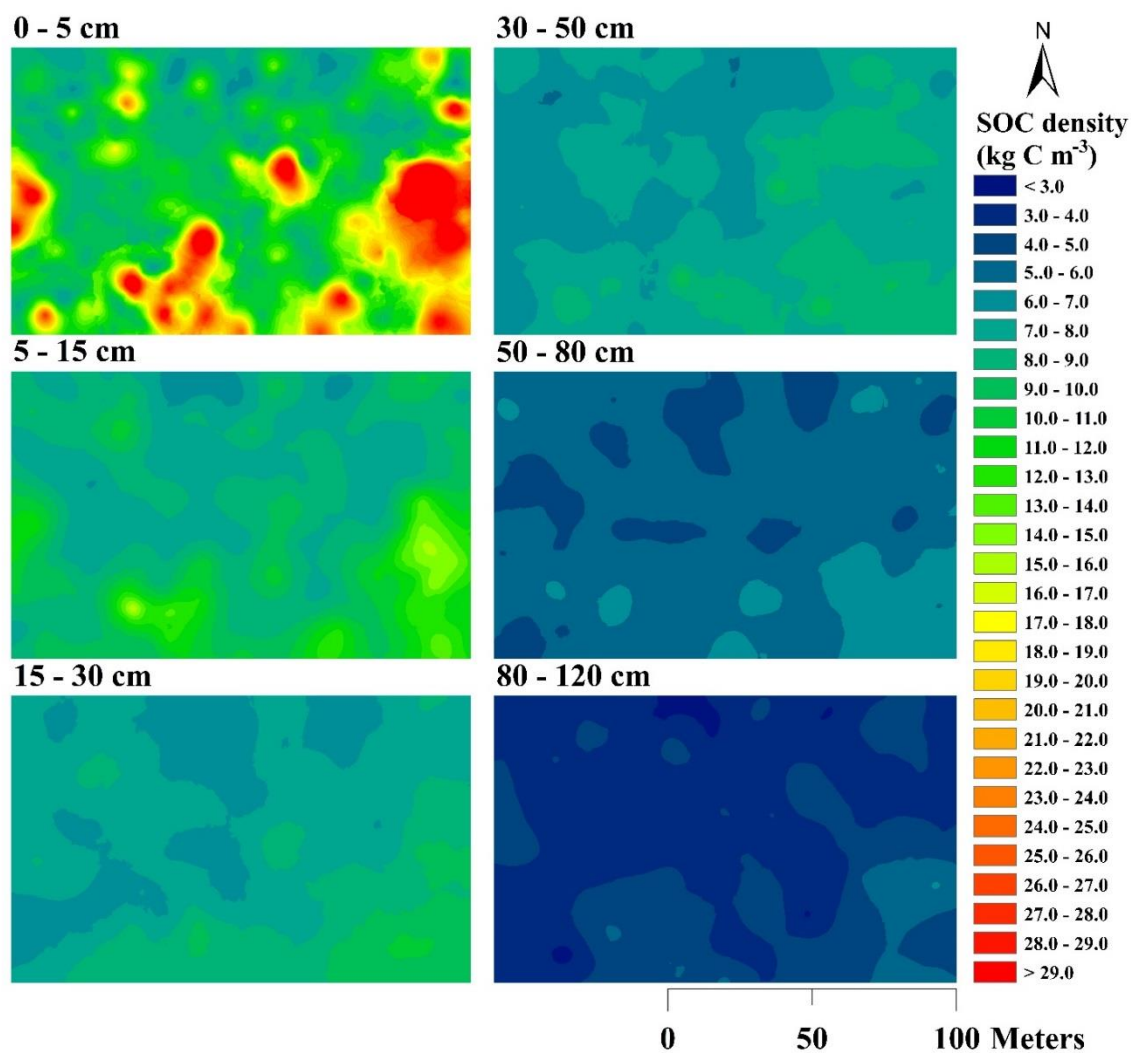 0 - 5 cm
30 - 50 cm
5 - 15 cm
50 - 80 cm
15 - 30 cm
80 - 120 cm
N
SOC density
(kg C m⁻³)
< 3.0
3.0 - 4.0
4.0 - 5.0
5.0 - 6.0
6.0 - 7.0
7.0 - 8.0
8.0 - 9.0
9.0 - 10.0
10.0 - 11.0
11.0 - 12.0
12.0 - 13.0
13.0 - 14.0
14.0 - 15.0
15.0 - 16.0
16.0 - 17.0
17.0 - 18.0
18.0 - 19.0
19.0 - 20.0
20.0 - 21.0
21.0 - 22.0
22.0 - 23.0
23.0 - 24.0
24.0 - 25.0
25.0 - 26.0
26.0 - 27.0
27.0 - 28.0
28.0 - 29.0
> 29.0
0 50 100 Meters